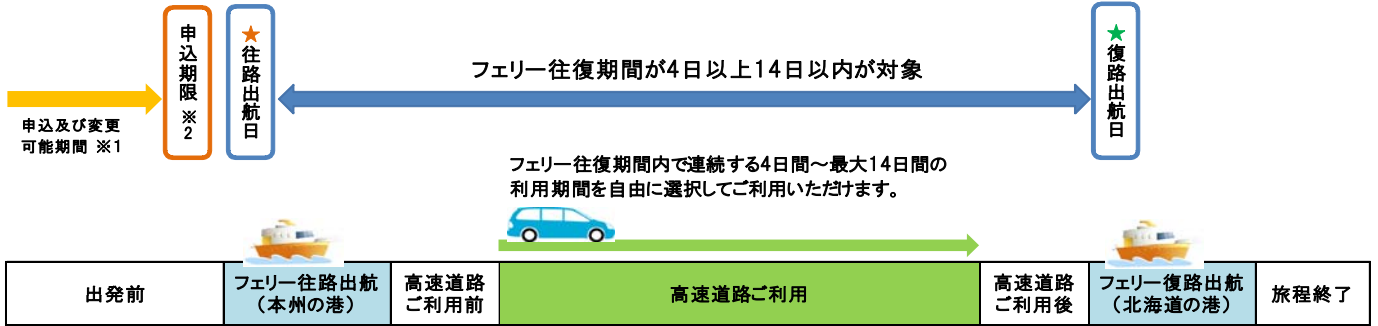 申込及び変更
可能期間 ※1
申込期限 ※2
★往路出航日
フェリー往復期間が4日以上14日以内が対象
★復路出航日
フェリー往復期間内で連続する4日間～最大14日間の
利用期間を自由に選択してご利用いただけます。
出発前
フェリー往路出航
（本州の港）
高速道路
ご利用前
高速道路ご利用
高速道路
ご利用後
フェリー復路出航
（北海道の港）
旅程終了